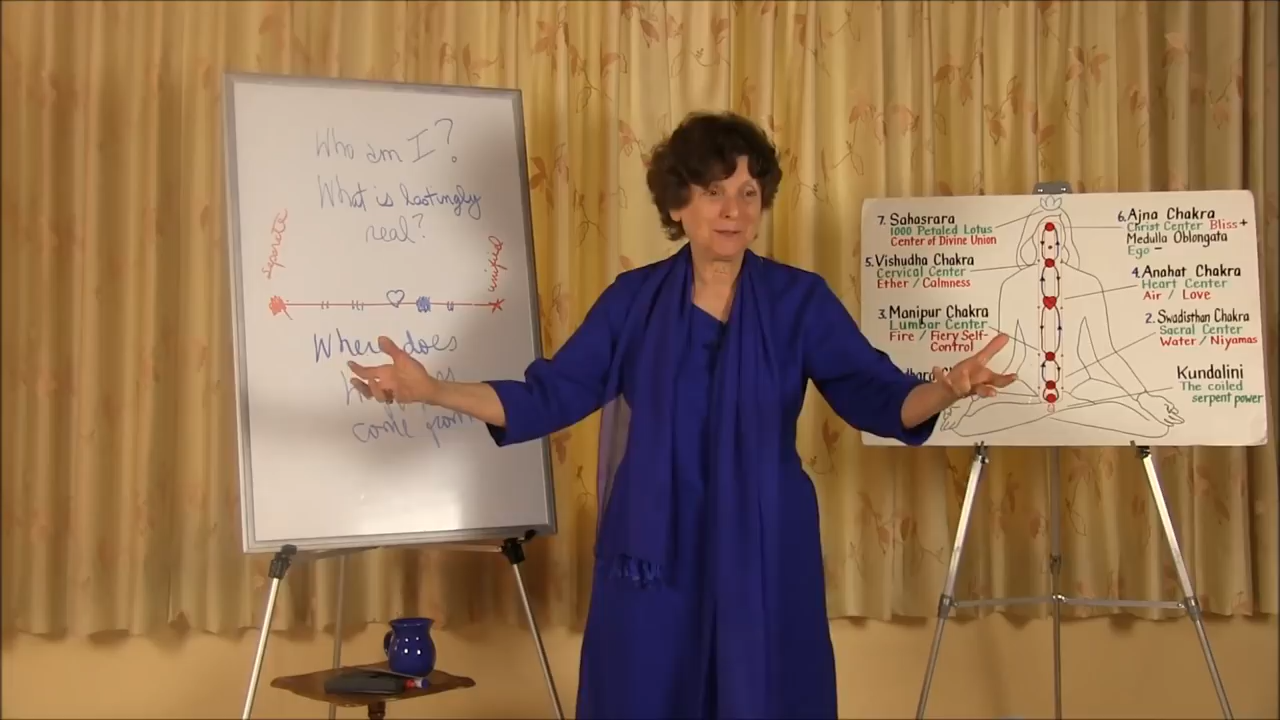 Who am I?
What is lastingly
real?
separate
unified
Where does
come from
7. Sahasrara
1000 Petaled Lotus
Center of Divine Union
6. Ajna Chakra
Christ Center Bliss +
Medulla Oblongata
Ego -
5. Vishudha Chakra
Cervical Center
Ether / Calmness
4. Anahat Chakra
Heart Center
Air / Love
3. Manipur Chakra
Lumbar Center
Fire / Fiery Self-
Control
2. Swadisthan Chakra
Sacral Center
Water / Niyamas
Kundalini
The coiled
serpent power